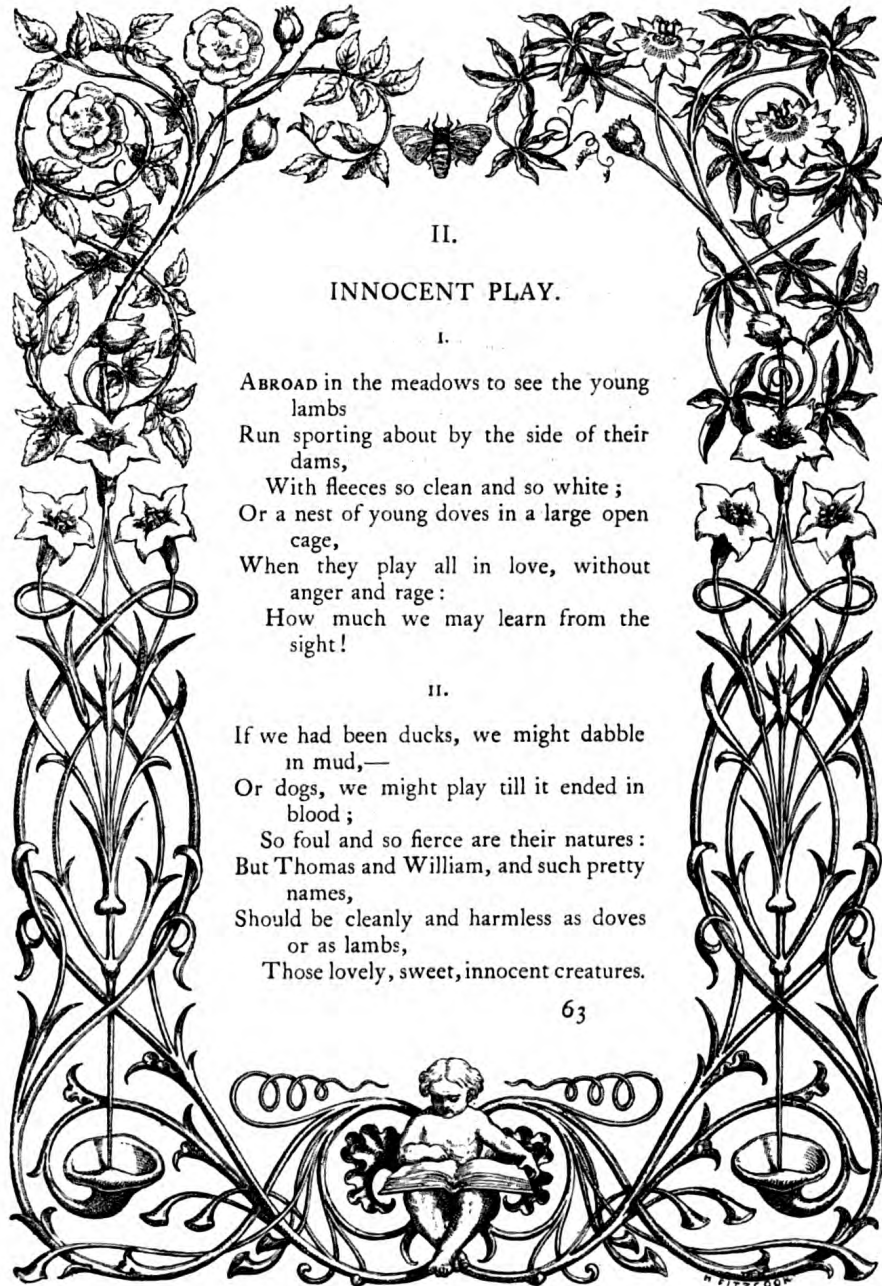 II.
INNOCENT PLAY.
I.
ABROAD in the meadows to see the young
lambs
Run sporting about by the side of their
dams,
With fleeces so clean and so white ;
Or a nest of young doves in a large open
cage,
When they play all in love, without
anger and rage :
How much we may learn from the
sight !
II.
If we had been ducks, we might dabble
in mud,—
Or dogs, we might play till it ended in
blood ;
So foul and so fierce are their natures :
But Thomas and William, and such pretty
names,
Should be cleanly and harmless as doves
or as lambs,
Those lovely, sweet, innocent creatures.
63